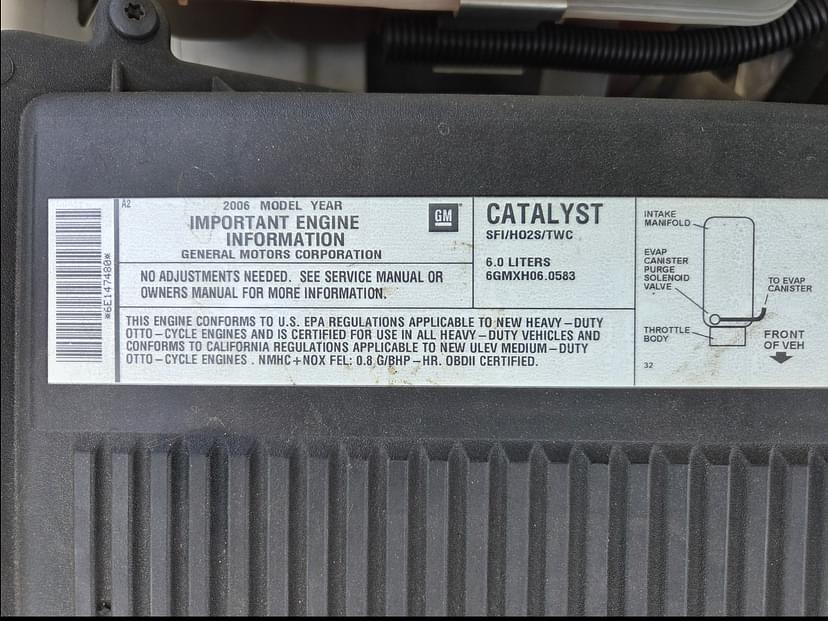 *6E147480*
A2
2006 MODEL YEAR
IMPORTANT ENGINE
INFORMATION
GENERAL MOTORS CORPORATION
GM
NO ADJUSTMENTS NEEDED. SEE SERVICE MANUAL OR
OWNERS MANUAL FOR MORE INFORMATION.
THIS ENGINE CONFORMS TO U.S. EPA REGULATIONS APPLICABLE TO NEW HEAVY-DUTY
OTTO-CYCLE ENGINES AND IS CERTIFIED FOR USE IN ALL HEAVY-DUTY VEHICLES AND
CONFORMS TO CALIFORNIA REGULATIONS APPLICABLE TO NEW ULEV MEDIUM-DUTY
OTTO-CYCLE ENGINES . NMHC+NOX FEL: 0.8 G/BHP-HR. OBDII CERTIFIED.
CATALYST
SFI/HO2S/TWC
6.0 LITERS
6GMXH06.0583
INTAKE
MANIFOLD
EVAP
CANISTER
PURGE
SOLENOID
VALVE
TO EVAP
CANISTER
THROTTLE
BODY
FRONT
OF VEH
32